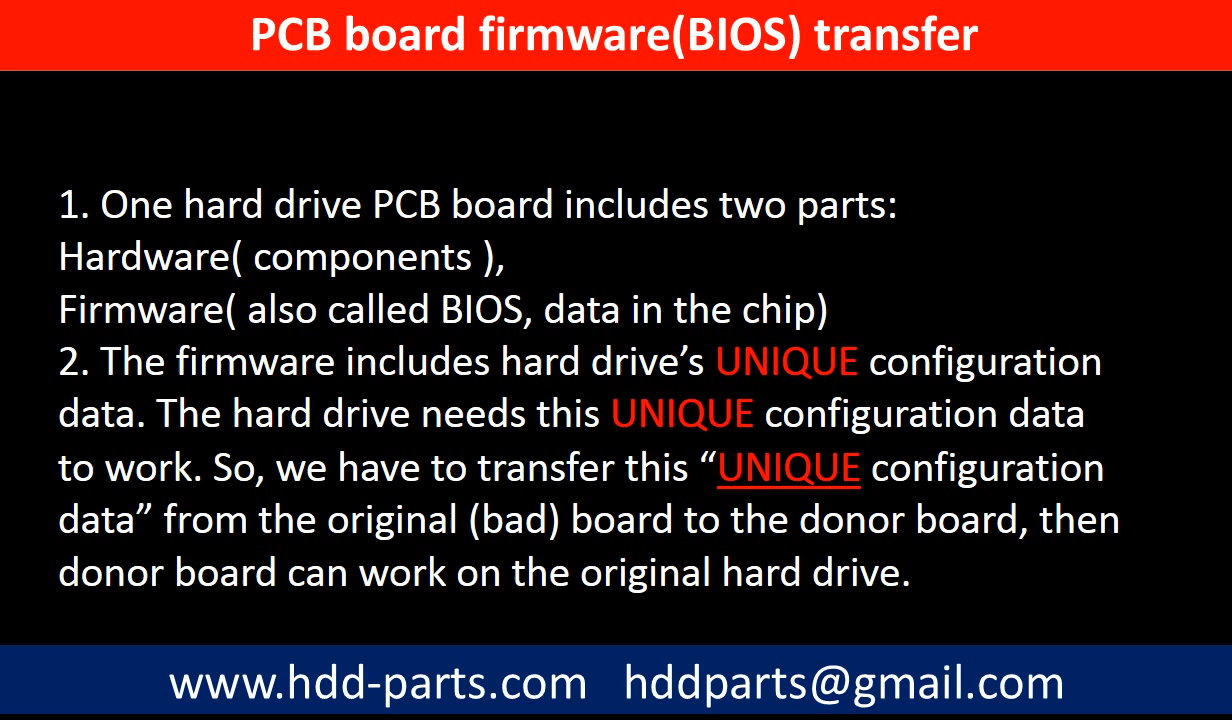 PCB board firmware(BIOS) transfer
1. One hard drive PCB board includes two parts:
Hardware( components ),
Firmware( also called BIOS, data in the chip)
2. The firmware includes hard drive’s UNIQUE configuration
data. The hard drive needs this UNIQUE configuration data
to work. So, we have to transfer this “UNIQUE configuration
data” from the original (bad) board to the donor board, then
donor board can work on the original hard drive.
www.hdd-parts.com hddparts@gmail.com